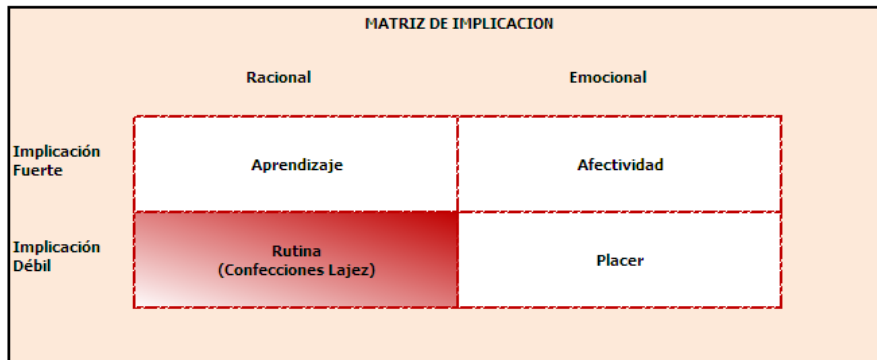 MATRIZ DE IMPLICACION
Racional
Emocional
Implicación
Fuerte
Aprendizaje
Afectividad
Implicación
Débil
Rutina
(Confecciones Lajez)
Placer